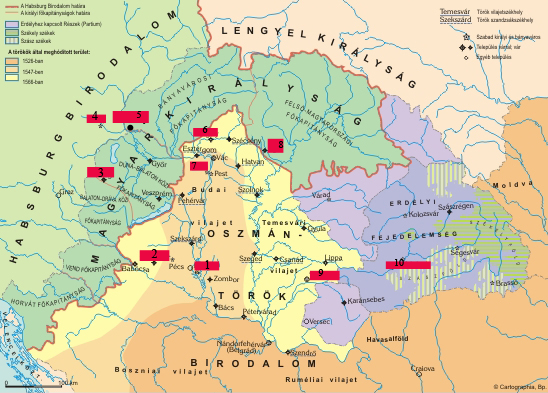 A Habsburg Birodalom határa
A királyi főkapitányságok határa
Erdélyhez kapcsolt Részek (Partium)
Székely székek
Szász székek
A törökök által meghódított terület:
1526-ban
1547-ban
1566-ban
Temesvár Török vilajetszékhely
Szekszárd Török szandzsákszékhely
Szabad királyi és bányaváros
Település várral, vár
Egyéb település
LENGYEL KIRÁLYSÁG
HABSBURG BIRODALOM
MAGYAR KIRÁLYSÁG
BÁNYAVÁROSI
FŐKAPITÁNYSÁG
FELSŐ-MAGYARORSZÁGI
FŐKAPITÁNYSÁG
4
5
6
8
Szécsény
Esztergom
Vác
7
Pest
Hatvan
Győr
DUNA-BALATON KÖZI
FŐKAPITÁNYSÁG
3
Graz
Veszprém
BALATON-DRÁVA KÖZI
FŐKAPITÁNYSÁG
Fehérvár
Budai
vilajet
Szolnok
Várad
Moldva
ERDÉLYI
FEJEDELEMSÉG
Kolozsvár
Szászrégen
Segesvár
Brassó
Temesvári
vilajet
Gyula
OSZMÁN-
Szekszárd
Szeged
Csanád
Lippa
2
Babócsa
Pécs
1
Zombor
9
10
VEND FŐKAPITÁNYSÁG
HORVÁT FŐKAPITÁNYSÁG
TÖRÖK
Bács
Pétervárad
Karánsebes
Versec
Nándorfehérvár
(Belgrád)
Szendrő
Havasalföld
BIRODALOM
Boszniai vilajet
Ruméliai vilajet
Craiova
0 100 km
© Cartographia, Bp.